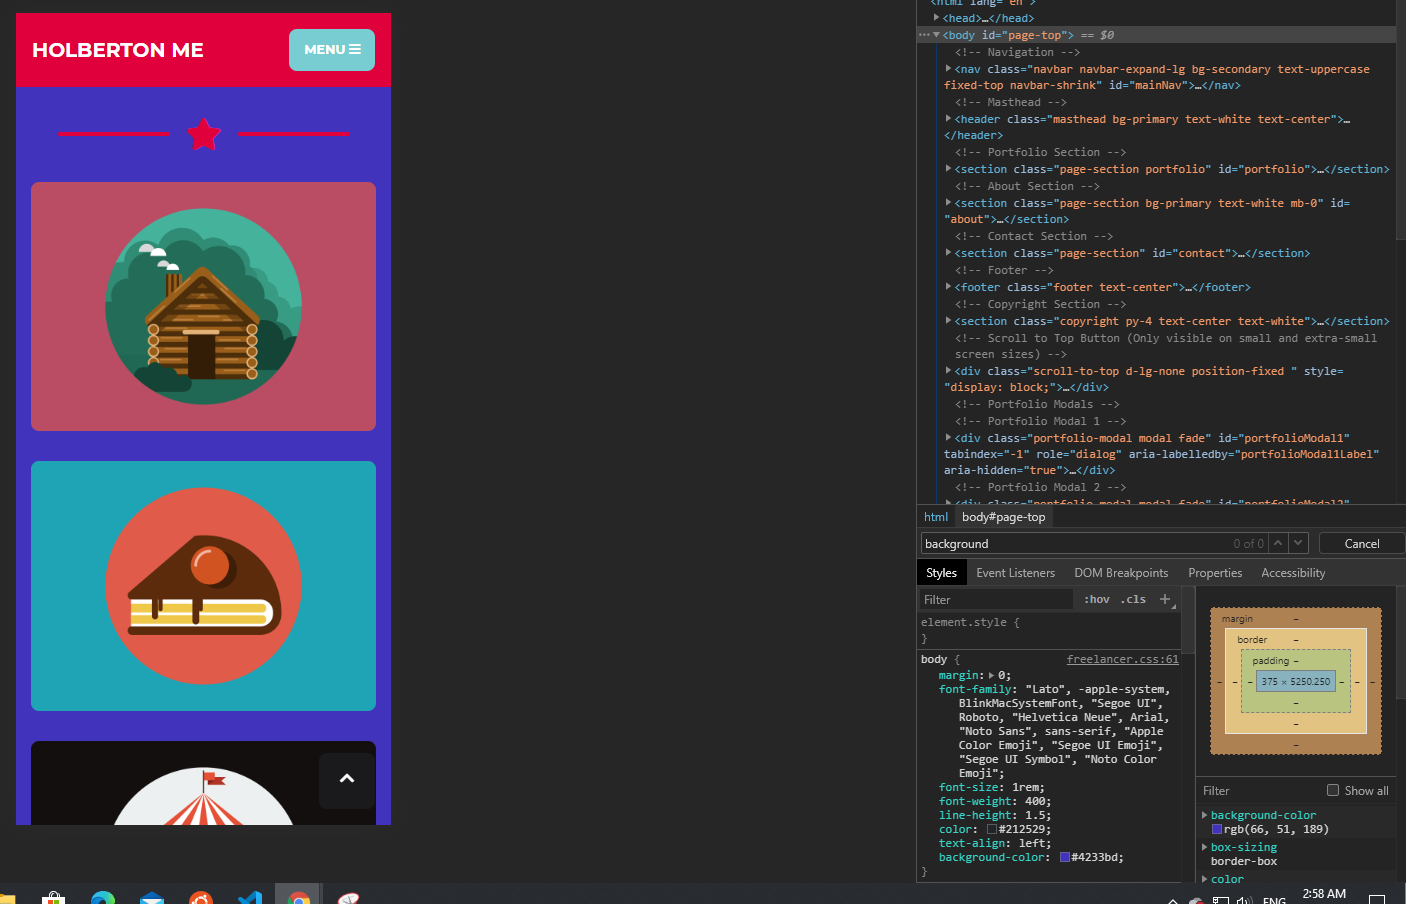 HOLBERTON ME
MENU
<html lang="en">
<head>…</head>
<body id="page-top"> == $0
<!-- Navigation -->
<nav class="navbar navbar-expand-lg bg-secondary text-uppercase
fixed-top navbar-shrink" id="mainNav">…</nav>
<!-- Masthead -->
<header class="masthead bg-primary text-white text-center">…
</header>
<!-- Portfolio Section -->
<section class="page-section portfolio" id="portfolio">…</section>
<!-- About Section -->
<section class="page-section bg-primary text-white mb-0" id=
"about">…</section>
<!-- Contact Section -->
<section class="page-section" id="contact">…</section>
<!-- Footer -->
<footer class="footer text-center">…</footer>
<!-- Copyright Section -->
<section class="copyright py-4 text-center text-white">…</section>
<!-- Scroll to Top Button (Only visible on small and extra-small
screen sizes) -->
<div class="scroll-to-top d-lg-none position-fixed " style=
"display: block;">…</div>
<!-- Portfolio Modals -->
<!-- Portfolio Modal 1 -->
<div class="portfolio-modal modal fade" id="portfolioModal1"
tabindex="-1" role="dialog" aria-labelledby="portfolioModal1Label"
aria-hidden="true">…</div>
<!-- Portfolio Modal 2 -->
<div class="portfolio-modal modal fade" id="portfolioModal2"
html body#page-top
background 0 of 0 Cancel
Styles Event Listeners DOM Breakpoints Properties Accessibility
Filter :hov .cls +
element.style {
}
body { freelancer.css:61
margin: 0;
font-family: "Lato", -apple-system,
BlinkMacSystemFont, "Segoe UI",
Roboto, "Helvetica Neue", Arial,
"Noto Sans", sans-serif, "Apple
Color Emoji", "Segoe UI Emoji",
"Segoe UI Symbol", "Noto Color
Emoji";
font-size: 1rem;
font-weight: 400;
line-height: 1.5;
color: #212529;
text-align: left;
background-color: #4233bd;
}
margin –
border –
padding –
– – – 375 × 5250.250 – – –
–
–
–
Filter Show all
background-color
rgb(66, 51, 189)
box-sizing
border-box
color
ENG
2:58 AM